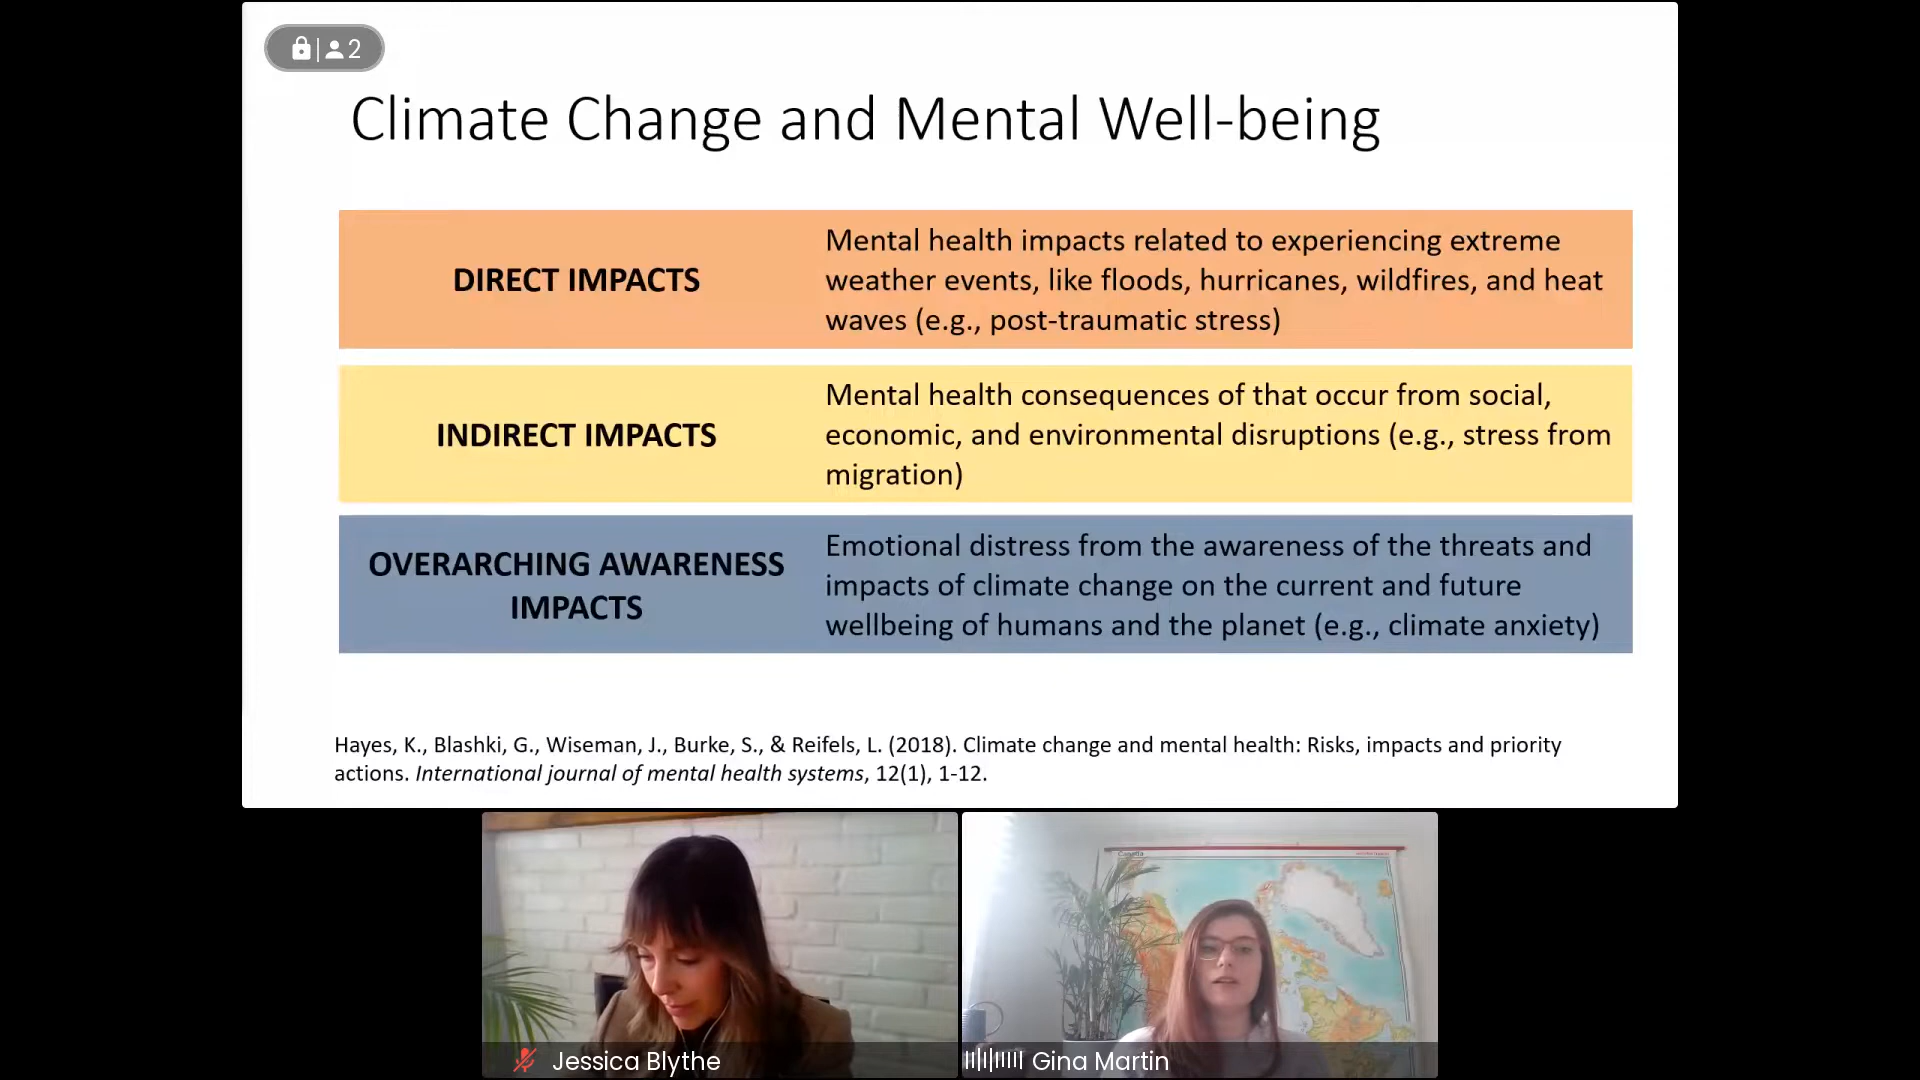 2
Climate Change and Mental Well-being
DIRECT IMPACTS
Mental health impacts related to experiencing extreme
weather events, like floods, hurricanes, wildfires, and heat
waves (e.g., post-traumatic stress)
INDIRECT IMPACTS
Mental health consequences of that occur from social,
economic, and environmental disruptions (e.g., stress from
migration)
OVERARCHING AWARENESS
IMPACTS
Emotional distress from the awareness of the threats and
impacts of climate change on the current and future
wellbeing of humans and the planet (e.g., climate anxiety)
Hayes, K., Blashki, G., Wiseman, J., Burke, S., & Reifels, L. (2018). Climate change and mental health: Risks, impacts and priority
actions. International journal of mental health systems, 12(1), 1-12.
Canada
Jessica Blythe
Gina Martin